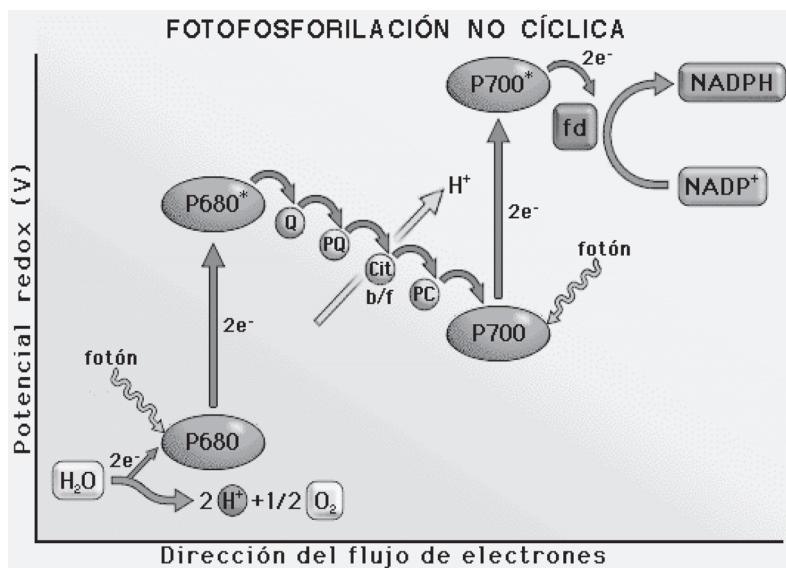 FOTOFOSFORILACIÓN NO CÍCLICA
Potencial redox (V)
P700*
2e-
fd
NADPH
NADP+
P680*
Q
PQ
Cit
b/f
PC
H+
2e-
fotón
P700
2e-
fotón
P680
2e-
H2O
2 H+ +1/2 O2
Dirección del flujo de electrones